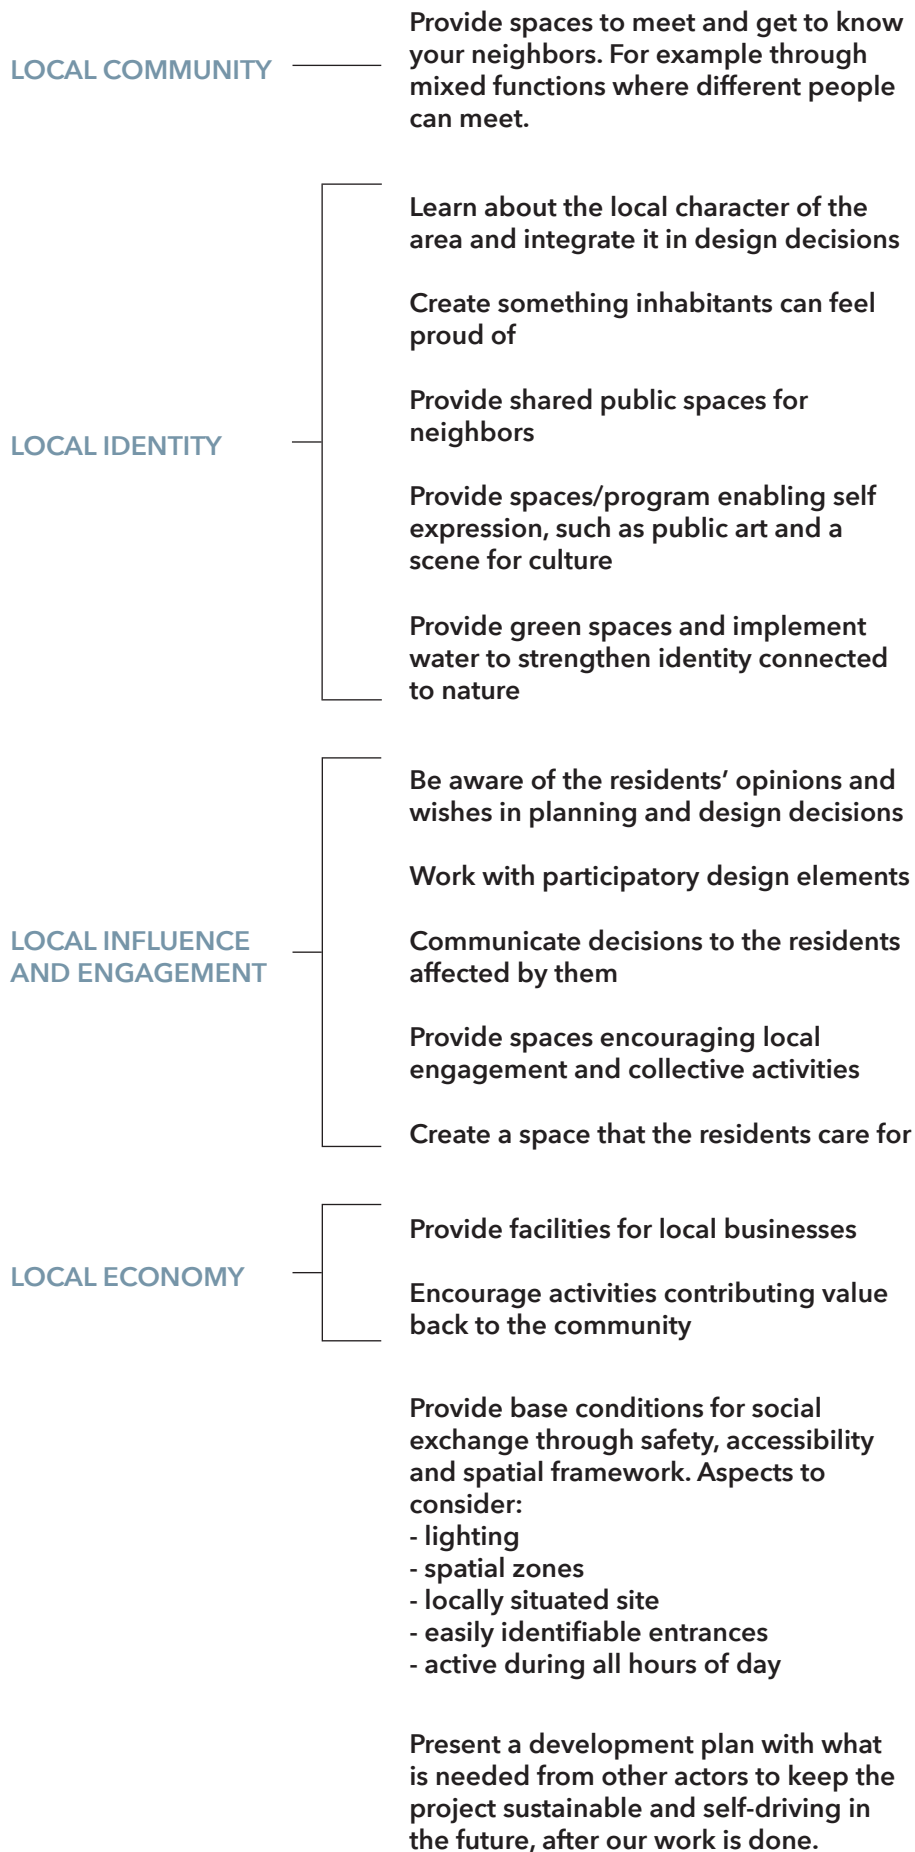 LOCAL COMMUNITY
Provide spaces to meet and get to know
your neighbors. For example through
mixed functions where different people
can meet.
LOCAL IDENTITY
Learn about the local character of the
area and integrate it in design decisions
Create something inhabitants can feel
proud of
Provide shared public spaces for
neighbors
Provide spaces/program enabling self
expression, such as public art and a
scene for culture
Provide green spaces and implement
water to strengthen identity connected
to nature
LOCAL INFLUENCE
AND ENGAGEMENT
Be aware of the residents’ opinions and
wishes in planning and design decisions
Work with participatory design elements
Communicate decisions to the residents
affected by them
Provide spaces encouraging local
engagement and collective activities
Create a space that the residents care for
LOCAL ECONOMY
Provide facilities for local businesses
Encourage activities contributing value
back to the community
Provide base conditions for social
exchange through safety, accessibility
and spatial framework. Aspects to
consider:
- lighting
- spatial zones
- locally situated site
- easily identifiable entrances
- active during all hours of day
Present a development plan with what
is needed from other actors to keep the
project sustainable and self-driving in
the future, after our work is done.